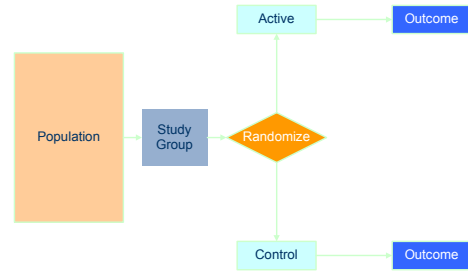 Active
Outcome
Population
Study
Group
Randomize
Control
Outcome